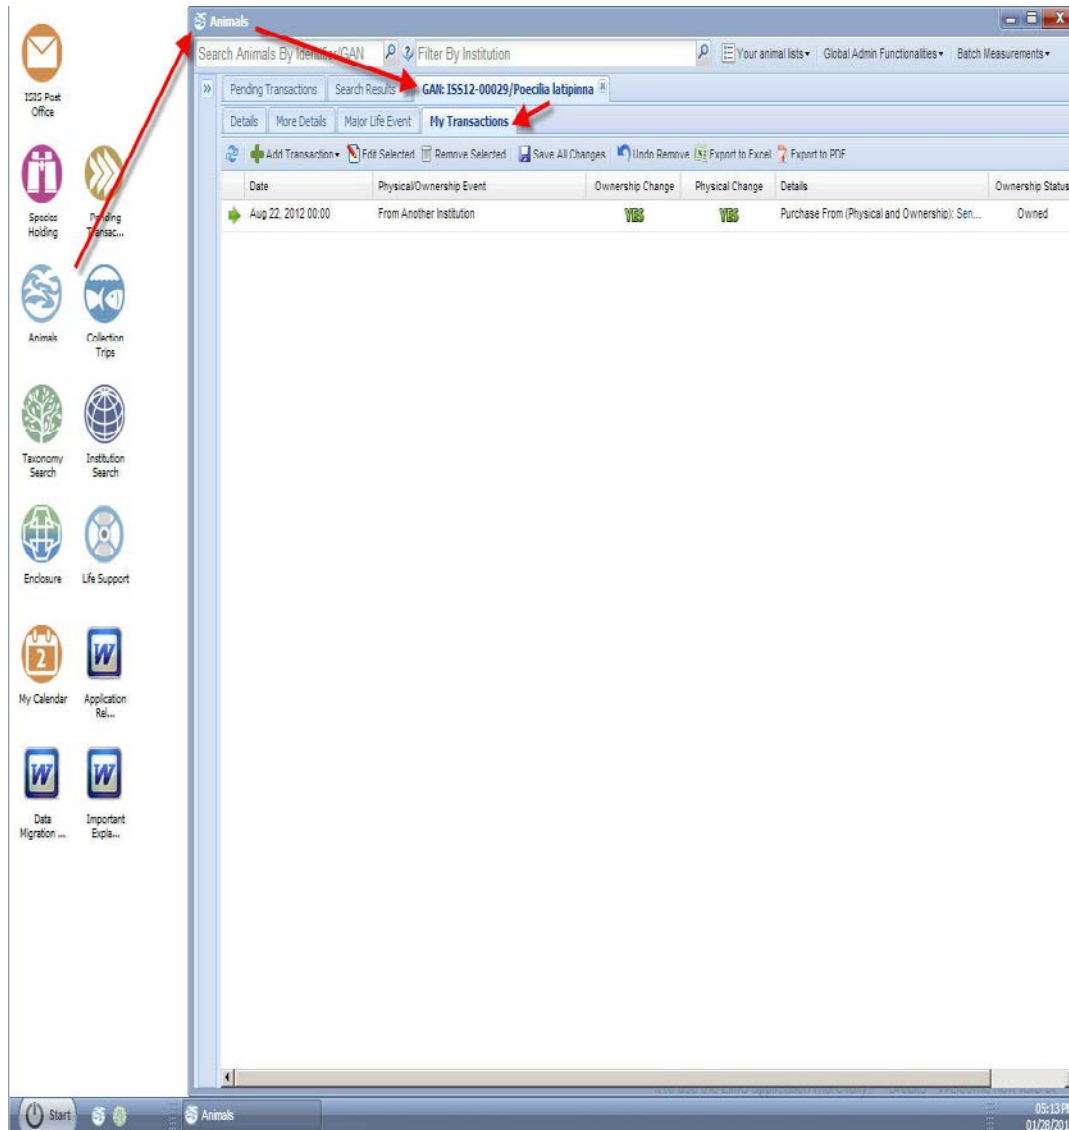 Animals
Search Animals By Identifier/GAN Filter By Institution Your animal lists Global Admin Functionalities Batch Measurements
Pending Transactions Search Results GAN: ISS12-00029/Poecilia latipinna
Details More Details Major Life Event My Transactions
Add Transaction Edit Selected Remove Selected Save All Changes Undo Remove Export to Excel Export to PDF
Date Physical/Ownership Event Ownership Change Physical Change Details Ownership Status
Aug 22, 2012 00:00 From Another Institution YES YES Purchase From (Physical and Ownership): Sen... Owned
ISIS Post
Office
Species
Holding
Pending
Transac...
Animals
Collection
Trips
Taxonomy
Search
Institution
Search
Enclosure
Life Support
2
My Calendar
W
Application
Rel...
W
Data
Migration ...
W
Important
Expla...
Start
Animals
05:13 P
01/28/201